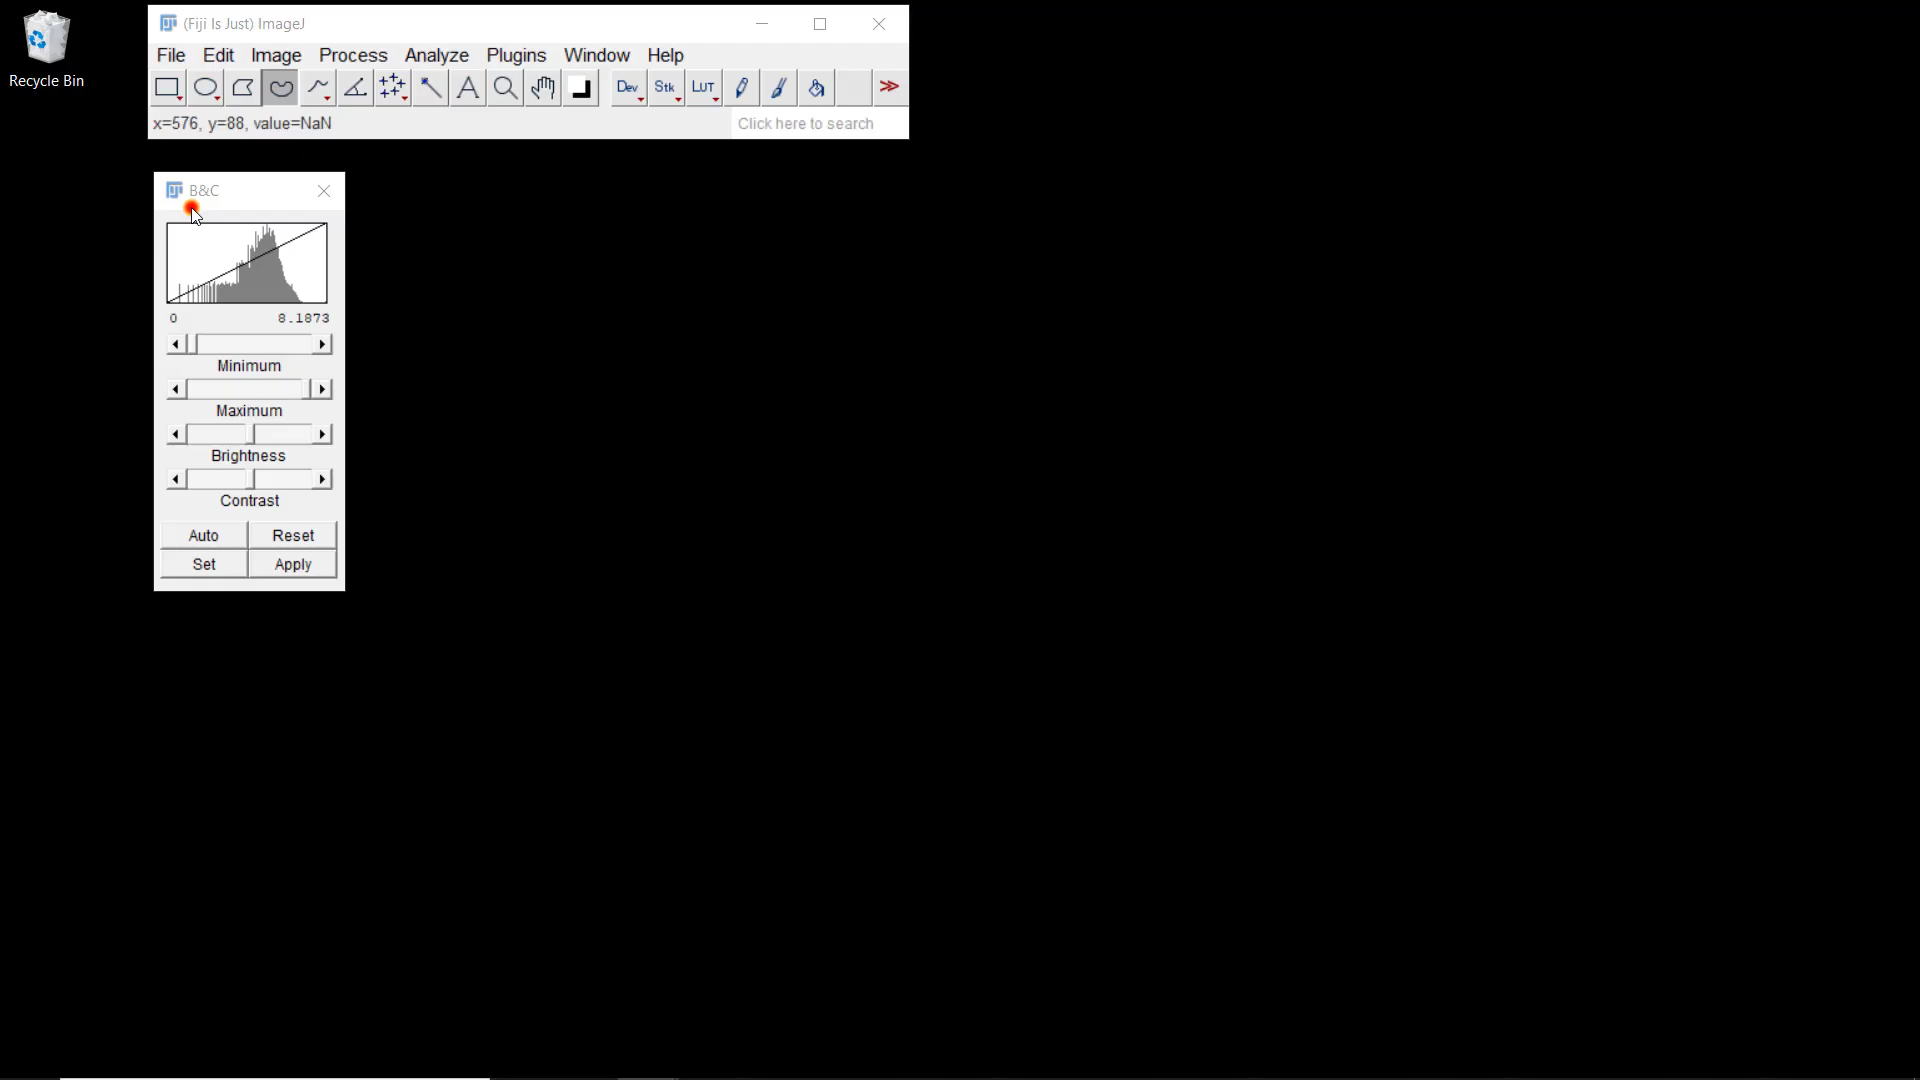 Recycle Bin
(Fiji Is Just) ImageJ
File Edit Image Process Analyze Plugins Window Help
Dev Stk LUT
x=576, y=88, value=NaN
Click here to search
B&C
0 8.1873
Minimum
Maximum
Brightness
Contrast
Auto Reset
Set Apply